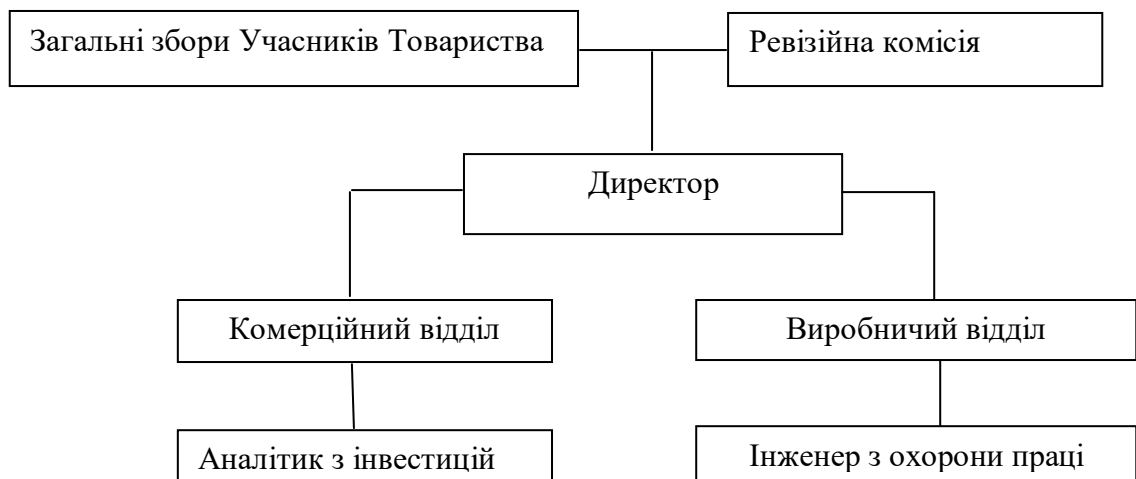 Загальні збори Учасників Товариства
Ревізійна комісія
Директор
Комерційний відділ
Виробничий відділ
Аналітик з інвестицій
Інженер з охорони праці